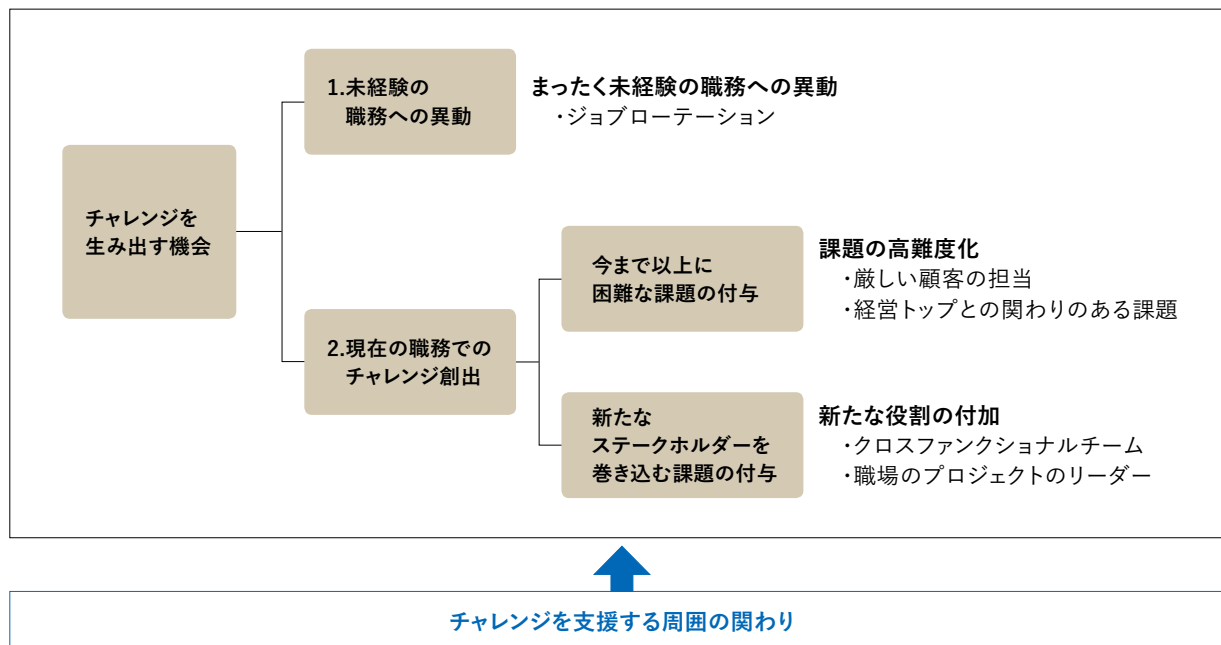 チャレンジを
生み出す機会
1.未経験の
職務への異動
まったく未経験の職務への異動
・ジョブローテーション
2.現在の職務での
チャレンジ創出
今まで以上に
困難な課題の付与
課題の高難度化
・厳しい顧客の担当
・経営トップとの関わりのある課題
新たな
ステークホルダーを
巻き込む課題の付与
新たな役割の付加
・クロスファンクショナルチーム
・職場のプロジェクトのリーダー
チャレンジを支援する周囲の関わり